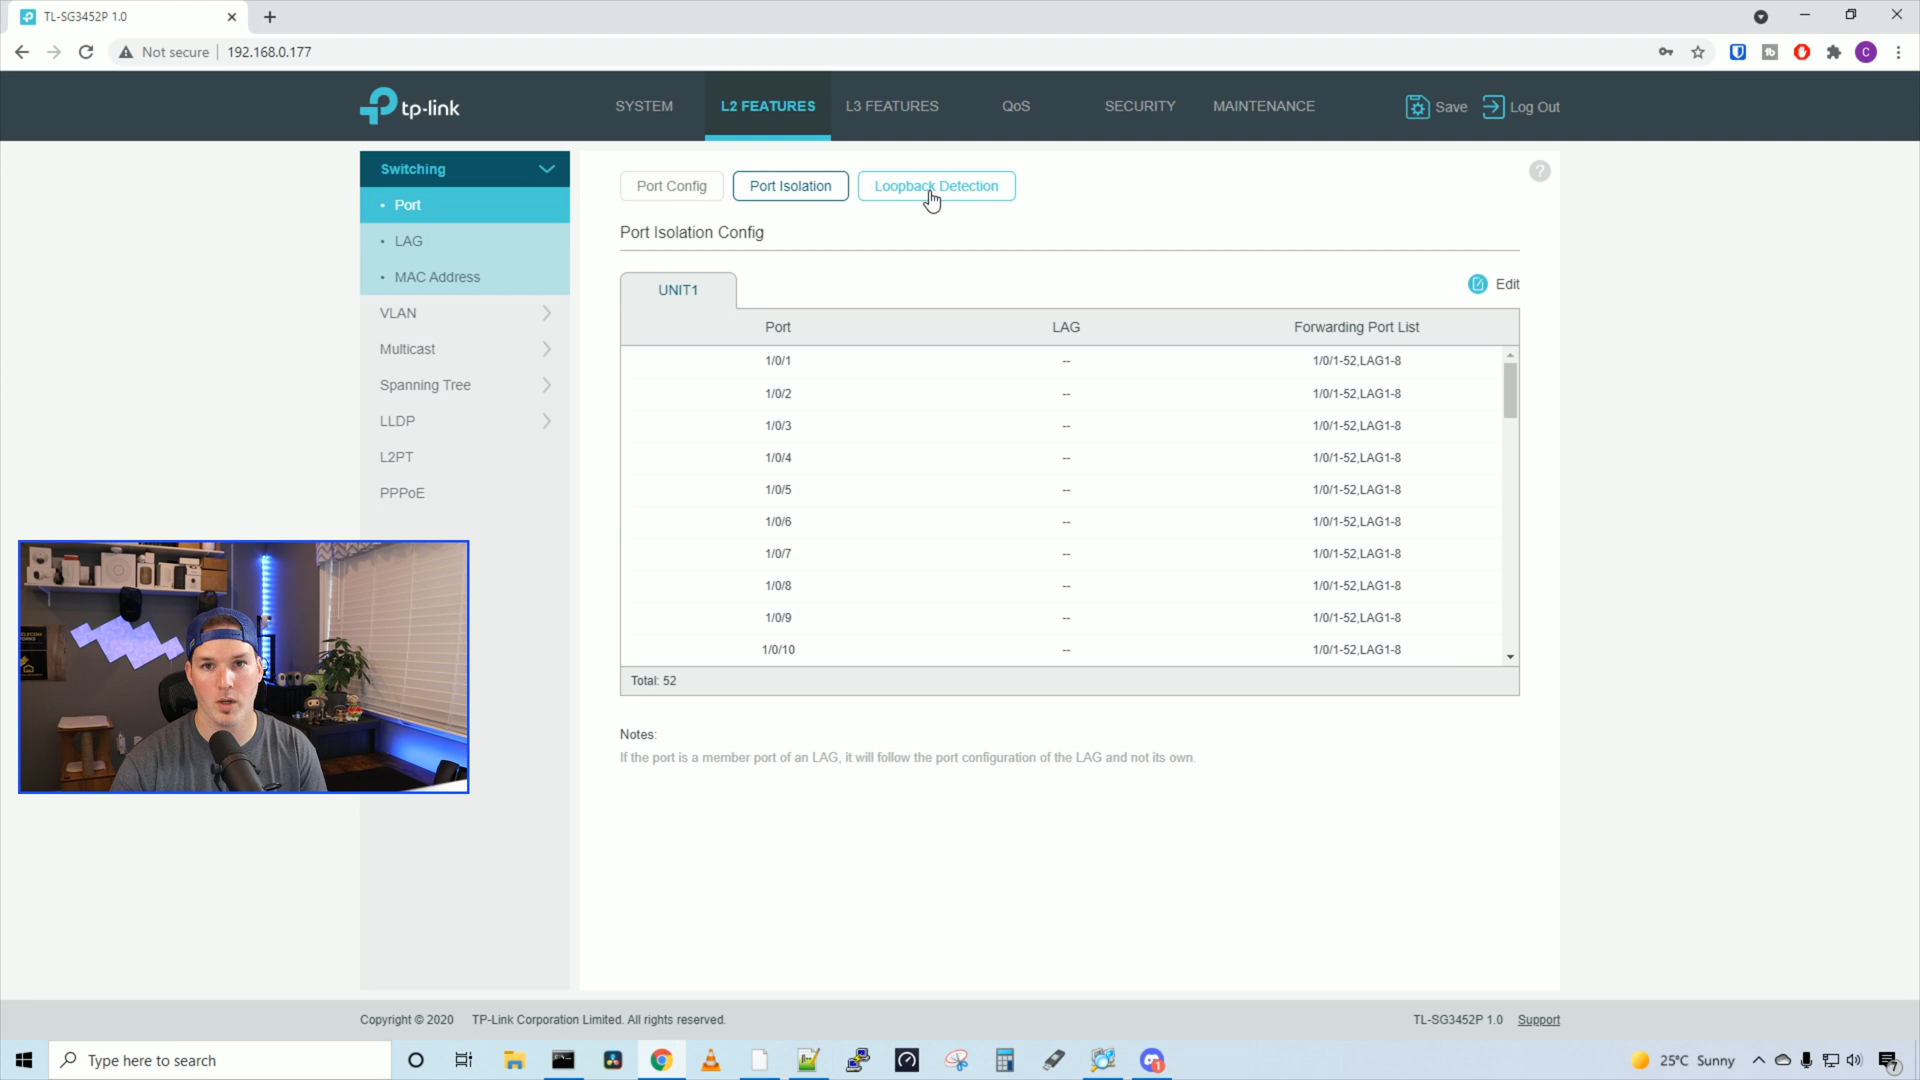 TL-SG3452P 1.0
Not secure
192.168.0.177
tp-link
SYSTEM
L2 FEATURES
L3 FEATURES
QoS
SECURITY
MAINTENANCE
Save
Log Out
Switching
Port
LAG
MAC Address
VLAN
Multicast
Spanning Tree
LLDP
L2PT
PPPoE
Port Config
Port Isolation
Loopback Detection
Port Isolation Config
UNIT1
Edit
Port LAG Forwarding Port List
1/0/1 -- 1/0/1-52,LAG1-8
1/0/2 -- 1/0/1-52,LAG1-8
1/0/3 -- 1/0/1-52,LAG1-8
1/0/4 -- 1/0/1-52,LAG1-8
1/0/5 -- 1/0/1-52,LAG1-8
1/0/6 -- 1/0/1-52,LAG1-8
1/0/7 -- 1/0/1-52,LAG1-8
1/0/8 -- 1/0/1-52,LAG1-8
1/0/9 -- 1/0/1-52,LAG1-8
1/0/10 -- 1/0/1-52,LAG1-8
Total: 52
Notes:
If the port is a member port of an LAG, it will follow the port configuration of the LAG and not its own.
Copyright © 2020 TP-Link Corporation Limited. All rights reserved.
TL-SG3452P 1.0 Support
Type here to search
25°C Sunny